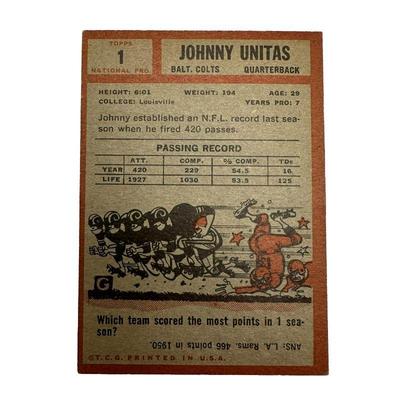 TOPPS
1
NATIONAL PRO.
JOHNNY UNITAS
BALT. COLTS QUARTERBACK
HEIGHT: 6:01 WEIGHT: 194 AGE: 29
COLLEGE: Louisville YEARS PRO: 7
Johnny established an N.F.L. record last sea-
son when he fired 420 passes.
PASSING RECORD
ATT. COMP. % COMP. TDs
YEAR 420 229 54.5 16
LIFE 1927 1030 53.5 125
G
Which team scored the most points in 1 sea-
son?
ANS: L.A. Rams. 466 points in 1950.
©T.C.G. PRINTED IN U.S.A.